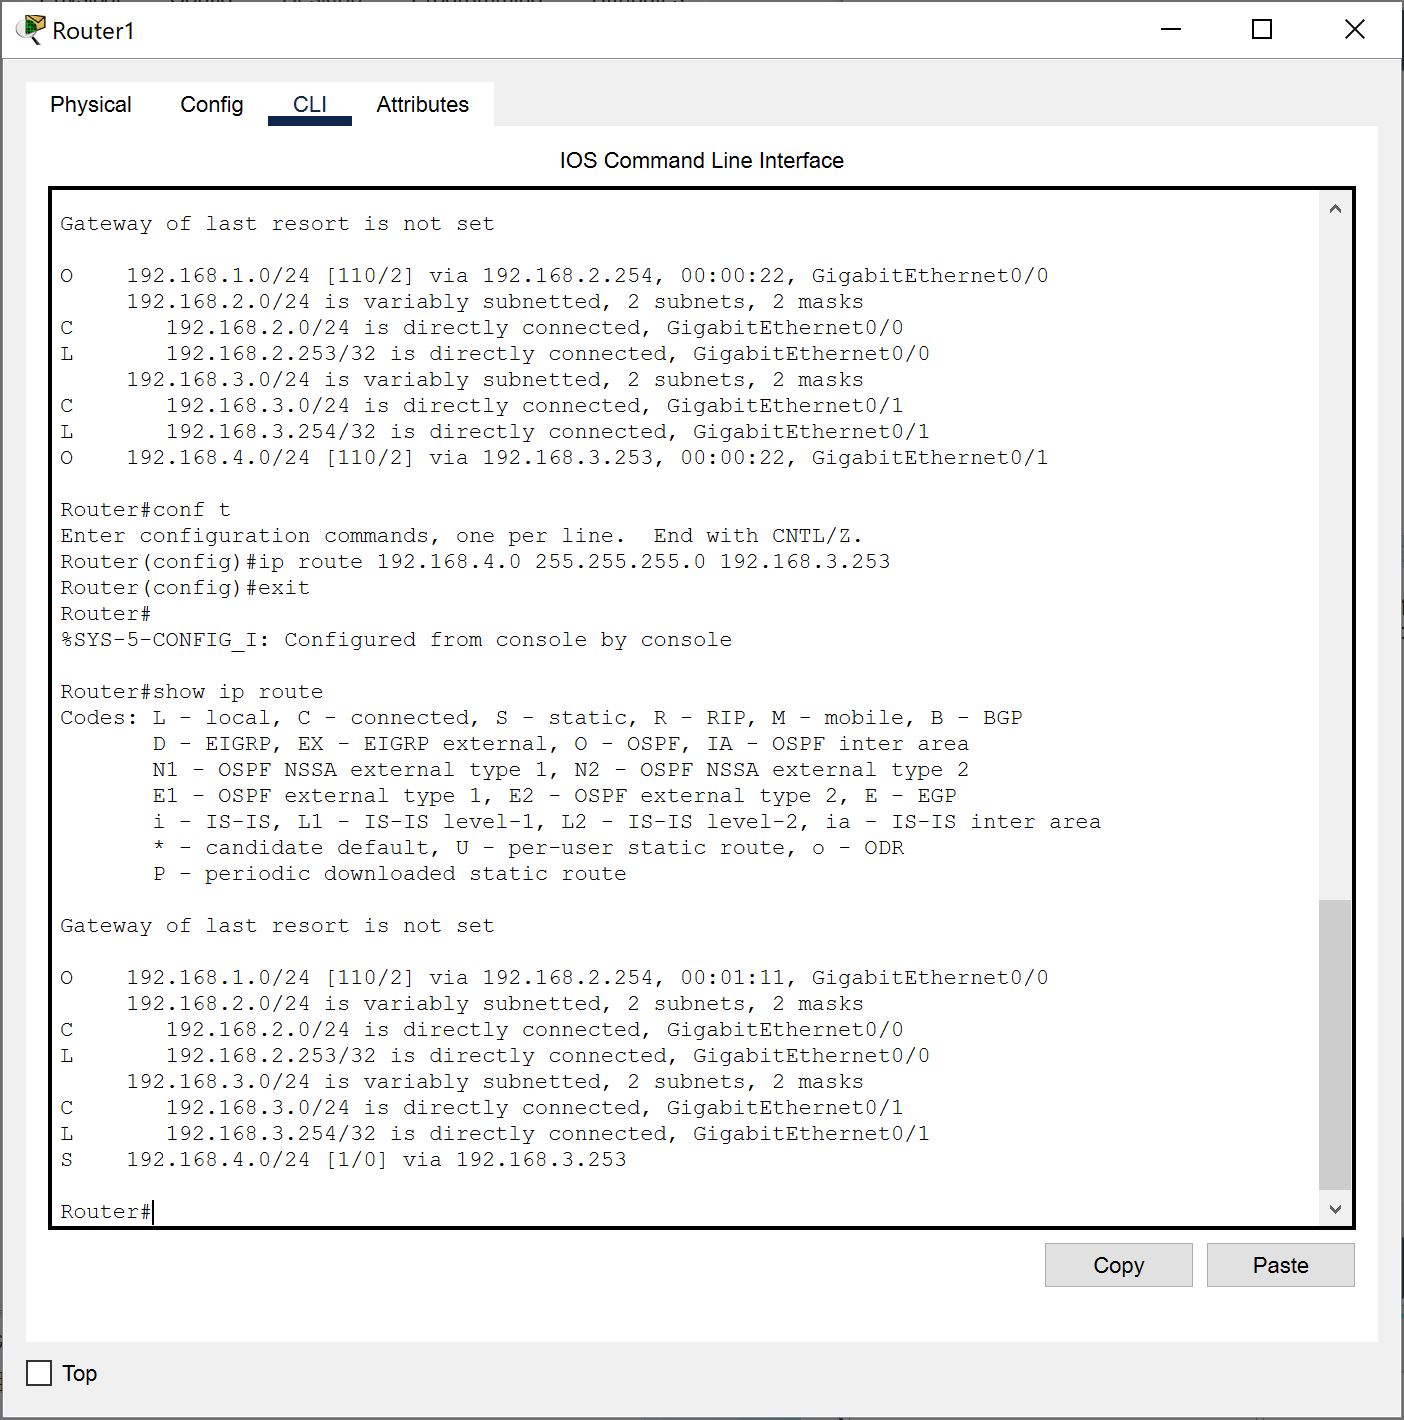 Router1
Physical Config CLI Attributes
IOS Command Line Interface
Gateway of last resort is not set
O    192.168.1.0/24 [110/2] via 192.168.2.254, 00:00:22, GigabitEthernet0/0
     192.168.2.0/24 is variably subnetted, 2 subnets, 2 masks
C       192.168.2.0/24 is directly connected, GigabitEthernet0/0
L       192.168.2.253/32 is directly connected, GigabitEthernet0/0
     192.168.3.0/24 is variably subnetted, 2 subnets, 2 masks
C       192.168.3.0/24 is directly connected, GigabitEthernet0/1
L       192.168.3.254/32 is directly connected, GigabitEthernet0/1
O    192.168.4.0/24 [110/2] via 192.168.3.253, 00:00:22, GigabitEthernet0/1
Router#conf t
Enter configuration commands, one per line.  End with CNTL/Z.
Router(config)#ip route 192.168.4.0 255.255.255.0 192.168.3.253
Router(config)#exit
Router#
%SYS-5-CONFIG_I: Configured from console by console
Router#show ip route
Codes: L - local, C - connected, S - static, R - RIP, M - mobile, B - BGP
       D - EIGRP, EX - EIGRP external, O - OSPF, IA - OSPF inter area
       N1 - OSPF NSSA external type 1, N2 - OSPF NSSA external type 2
       E1 - OSPF external type 1, E2 - OSPF external type 2, E - EGP
       i - IS-IS, L1 - IS-IS level-1, L2 - IS-IS level-2, ia - IS-IS inter area
       * - candidate default, U - per-user static route, o - ODR
       P - periodic downloaded static route
Gateway of last resort is not set
O    192.168.1.0/24 [110/2] via 192.168.2.254, 00:01:11, GigabitEthernet0/0
     192.168.2.0/24 is variably subnetted, 2 subnets, 2 masks
C       192.168.2.0/24 is directly connected, GigabitEthernet0/0
L       192.168.2.253/32 is directly connected, GigabitEthernet0/0
     192.168.3.0/24 is variably subnetted, 2 subnets, 2 masks
C       192.168.3.0/24 is directly connected, GigabitEthernet0/1
L       192.168.3.254/32 is directly connected, GigabitEthernet0/1
S    192.168.4.0/24 [1/0] via 192.168.3.253
Router#
Copy Paste
Top